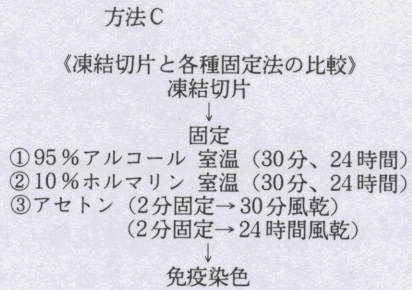 方法C
《凍結切片と各種固定法の比較》
凍結切片
↓
固定
①95%アルコール 室温(30分、24時間)
②10%ホルマリン 室温(30分、24時間)
③アセトン(2分固定→30分風乾)
(2分固定→24時間風乾)
↓
免疫染色